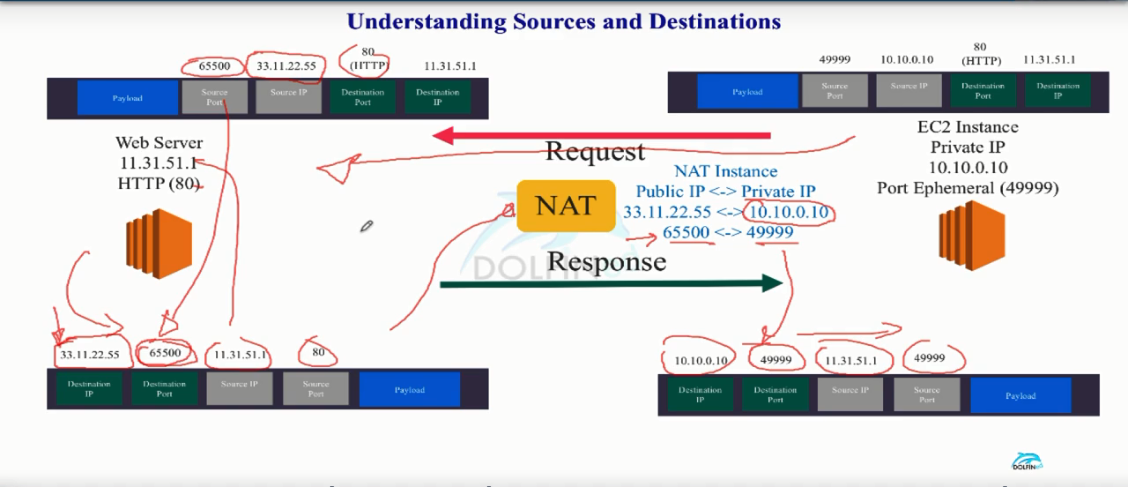 Understanding Sources and Destinations
65500 33.11.22.55 80 (HTTP) 11.31.51.1
Payload Source Port Source IP Destination Port Destination IP
49999 10.10.0.10 80 (HTTP) 11.31.51.1
Payload Source Port Source IP Destination Port Destination IP
Web Server
11.31.51.1
HTTP (80)
Request
NAT
Response
NAT Instance
Public IP <-> Private IP
33.11.22.55 <-> 10.10.0.10
65500 <-> 49999
EC2 Instance
Private IP
10.10.0.10
Port Ephemeral (49999)
DOLFIN
33.11.22.55 65500 11.31.51.1 80
Destination IP Destination Port Source IP Source Port Payload
10.10.0.10 49999 11.31.51.1 49999
Destination IP Destination Port Source IP Source Port Payload
DOLFIN